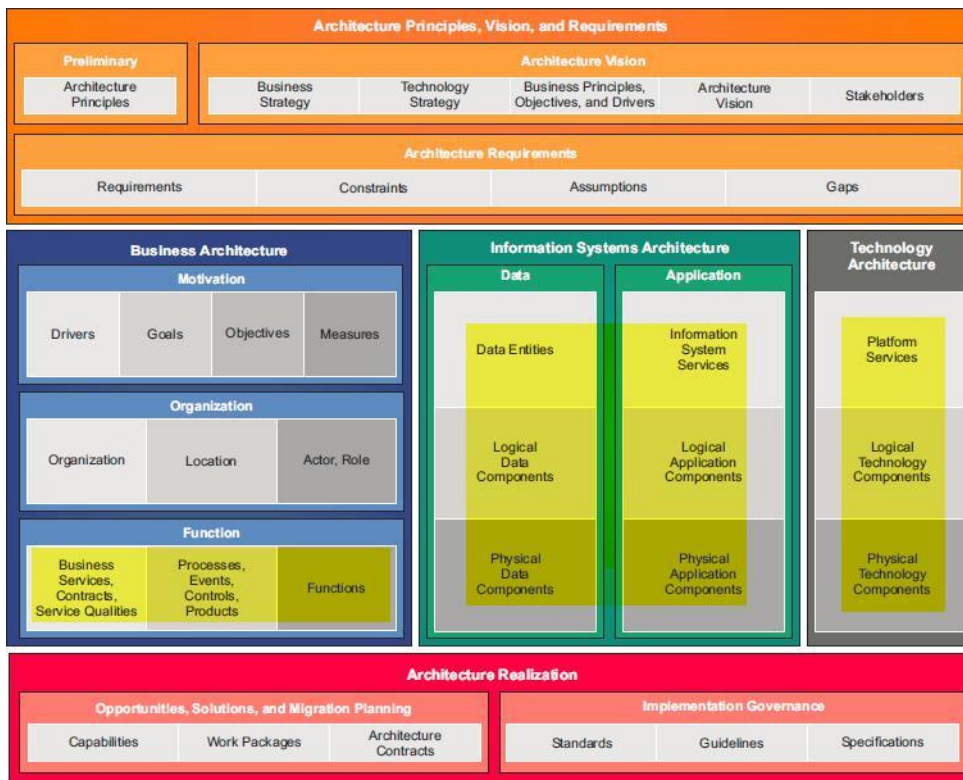 Architecture Principles, Vision, and Requirements
Preliminary
Architecture
Principles
Architecture Vision
Business
Strategy
Technology
Strategy
Business Principles,
Objectives, and Drivers
Architecture
Vision
Stakeholders
Architecture Requirements
Requirements
Constraints
Assumptions
Gaps
Business Architecture
Motivation
Drivers
Goals
Objectives
Measures
Organization
Organization
Location
Actor, Role
Function
Business
Services,
Contracts,
Service Qualities
Processes,
Events,
Controls,
Products
Functions
Information Systems Architecture
Data
Data Entities
Logical
Data
Components
Physical
Data
Components
Application
Information
System
Services
Logical
Application
Components
Physical
Application
Components
Technology
Architecture
Platform
Services
Logical
Technology
Components
Physical
Technology
Components
Architecture Realization
Opportunities, Solutions, and Migration Planning
Capabilities
Work Packages
Architecture
Contracts
Implementation Governance
Standards
Guidelines
Specifications